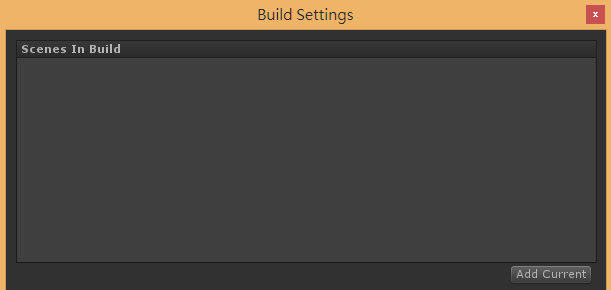 Build Settings
x
Scenes In Build
Add Current